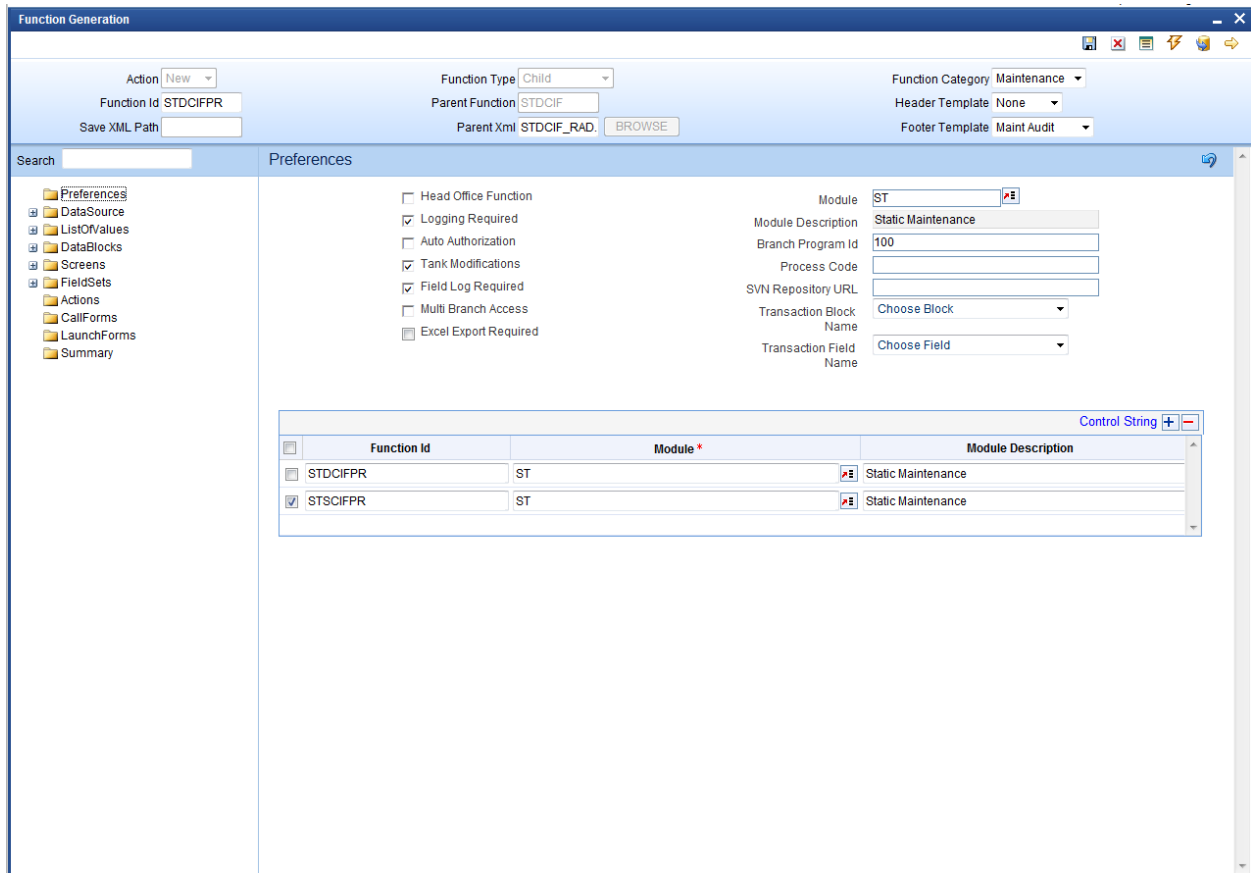 Function Generation
Action New Function Type Child Function Category Maintenance
Function Id STDCIFPR Parent Function STDCIF Header Template None
Save XML Path Parent Xml STDCIF_RAD. BROWSE Footer Template Maint Audit
Search Preferences
Preferences
DataSource
ListOfValues
DataBlocks
Screens
FieldSets
Actions
CallForms
LaunchForms
Summary
Head Office Function
Logging Required
Auto Authorization
Tank Modifications
Field Log Required
Multi Branch Access
Excel Export Required
Module ST
Module Description Static Maintenance
Branch Program Id 100
Process Code
SVN Repository URL
Transaction Block Choose Block
Name
Transaction Field Choose Field
Name
Control String
Function Id Module * Module Description
STDCIFPR ST Static Maintenance
STSCIFPR ST Static Maintenance